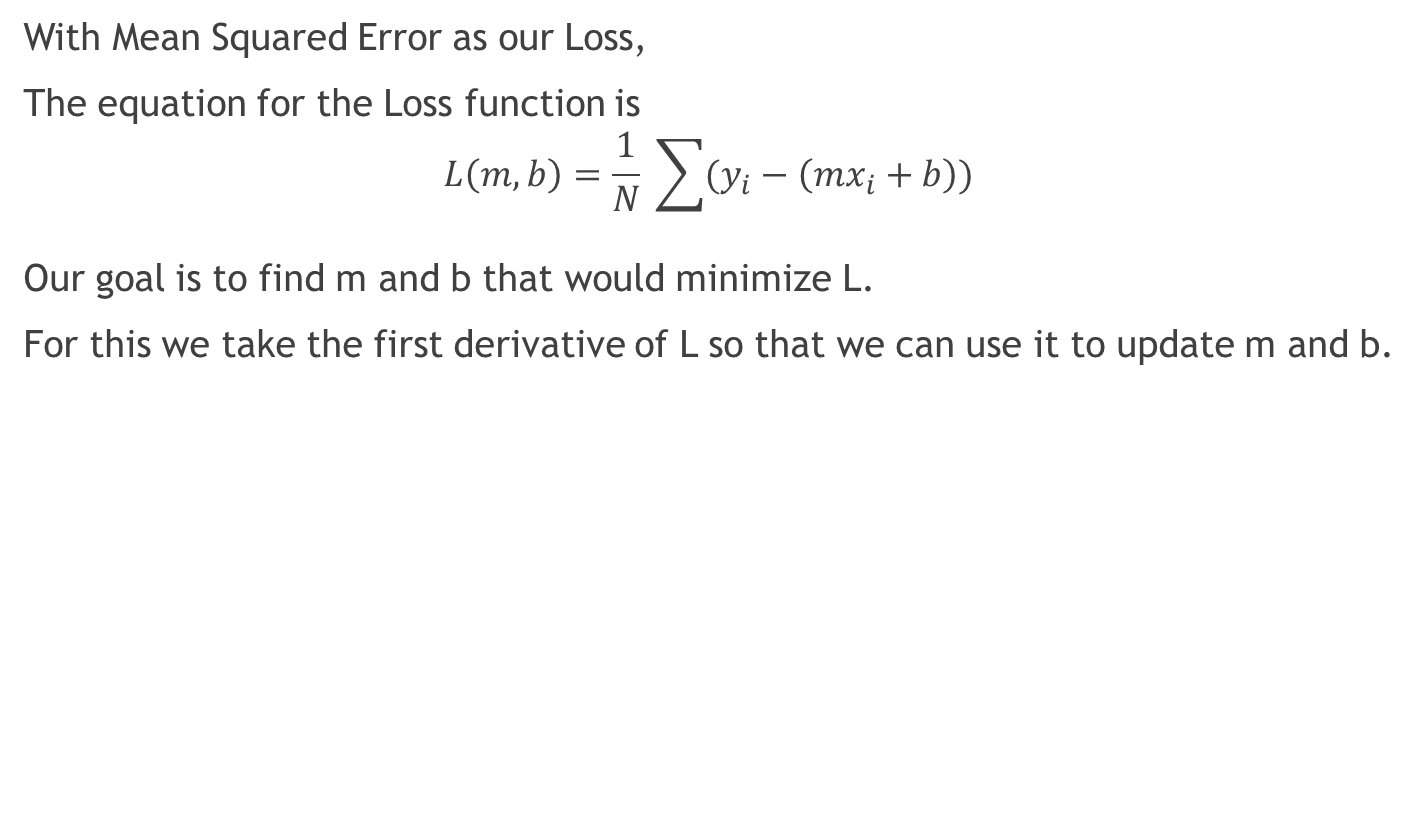 With Mean Squared Error as our Loss,
The equation for the Loss function is
L(m, b) = 1/N ∑(yᵢ − (mxᵢ + b))
Our goal is to find m and b that would minimize L.
For this we take the first derivative of L so that we can use it to update m and b.